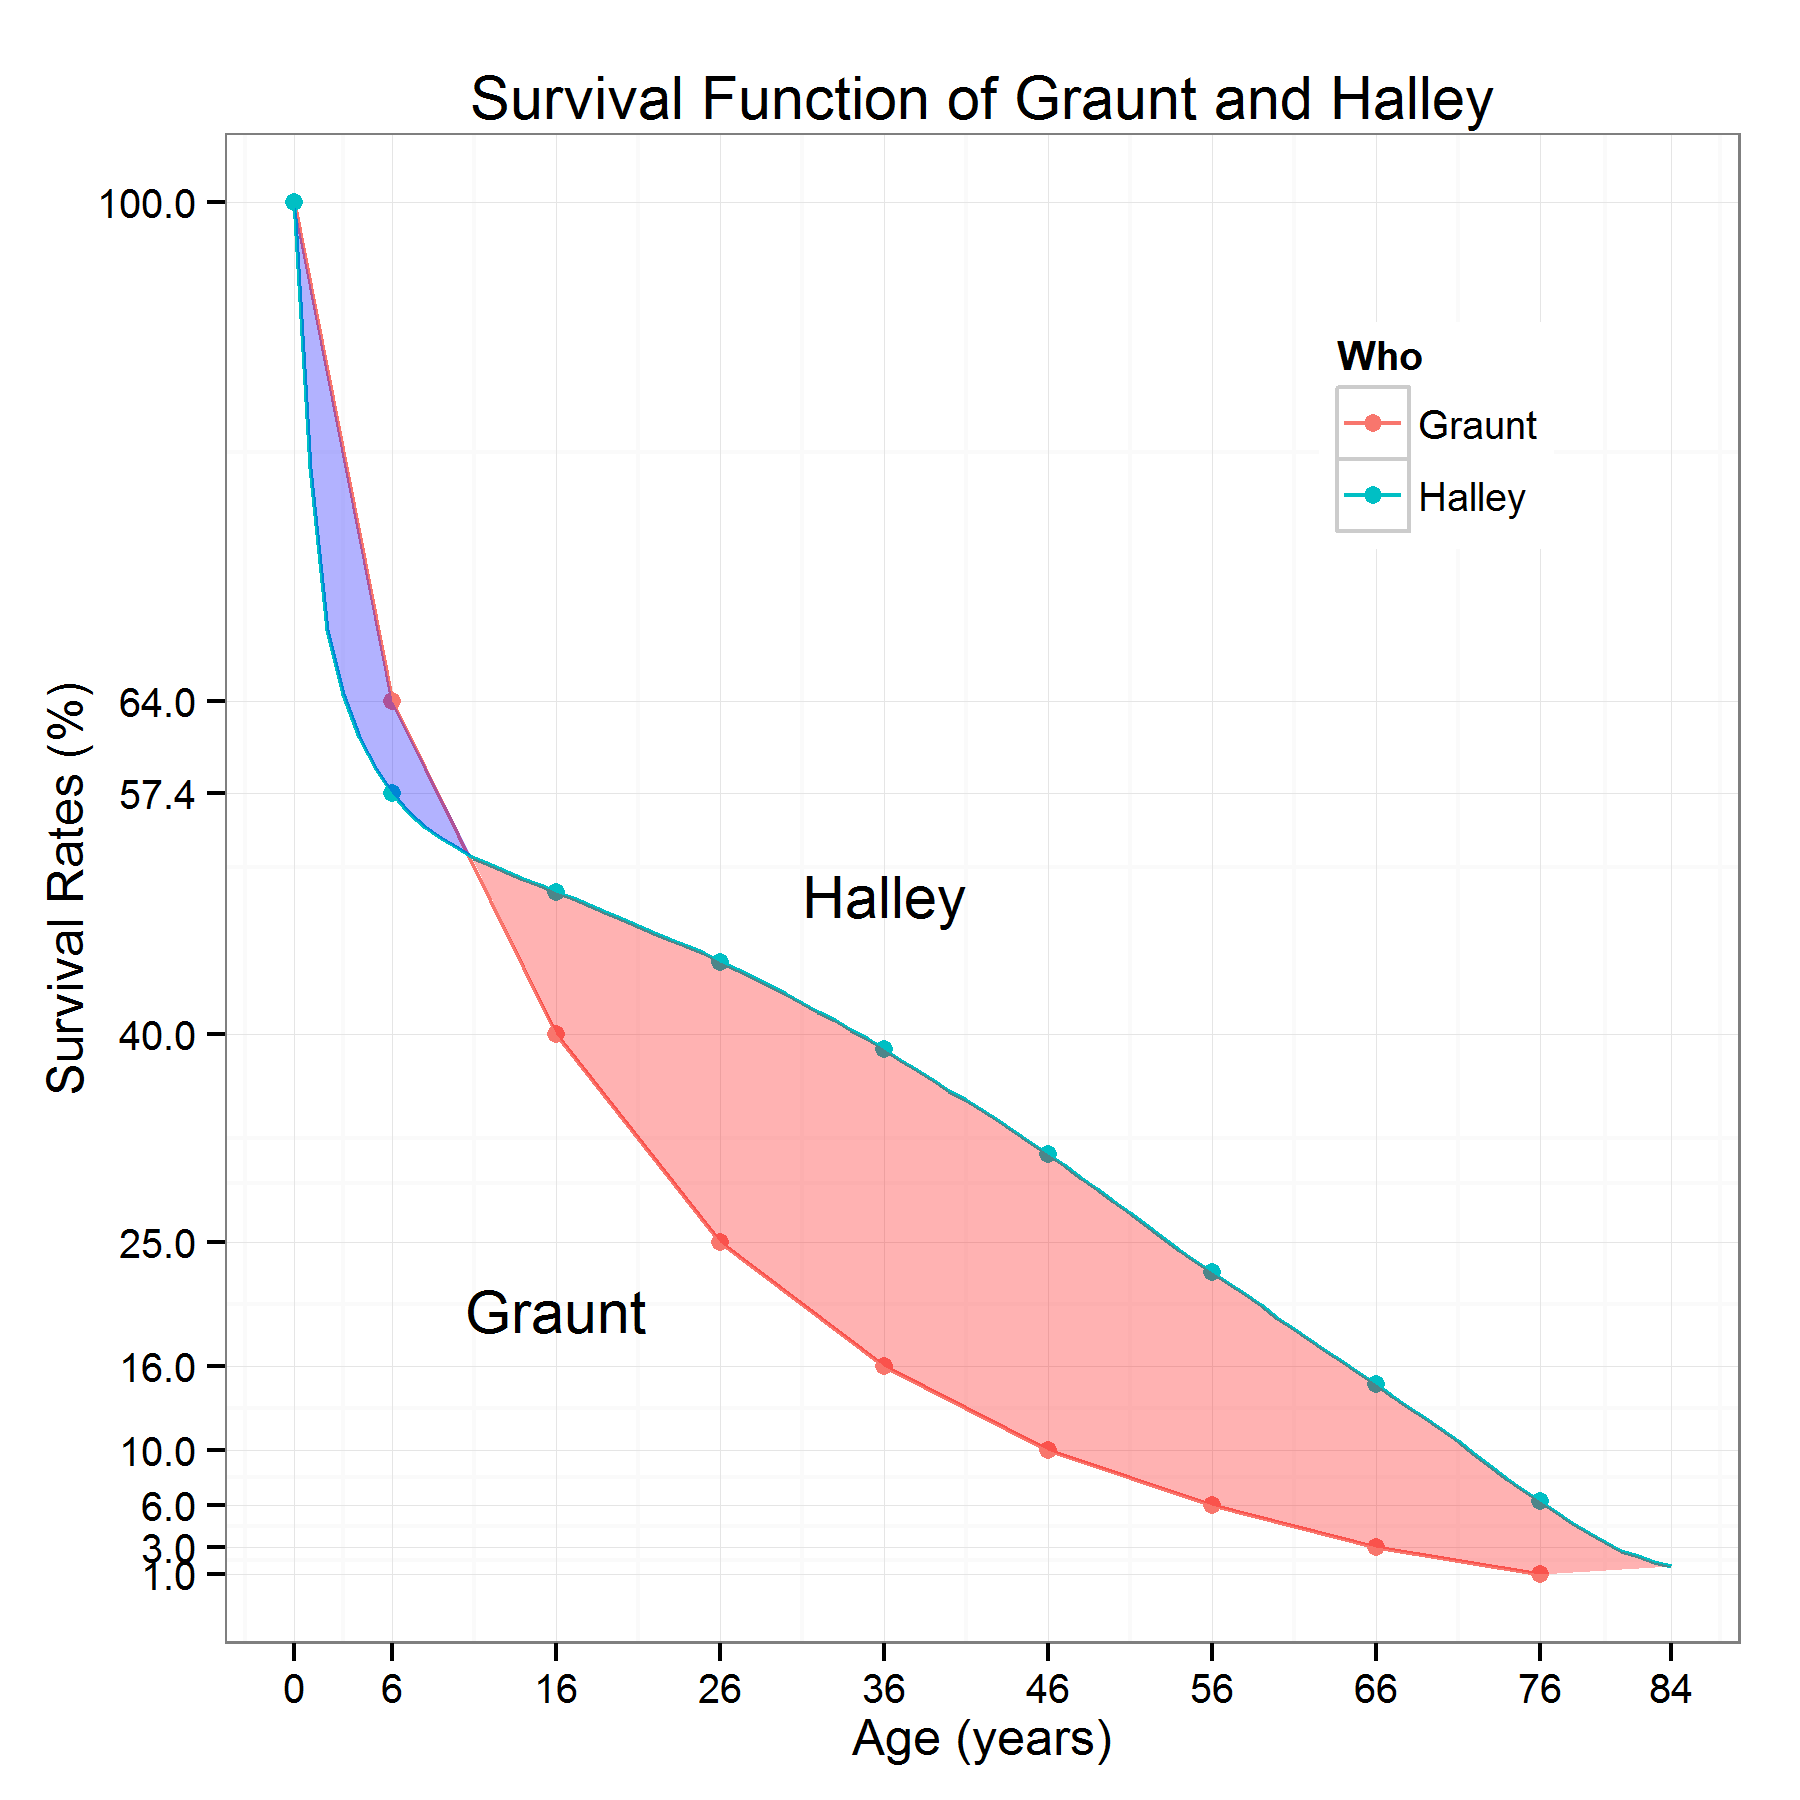 Survival Function of Graunt and Halley
100.0
64.0
57.4
40.0
25.0
16.0
10.0
6.0
3.0
1.0
Survival Rates (%)
Who
Graunt
Halley
Halley
Graunt
0 6 16 26 36 46 56 66 76 84
Age (years)